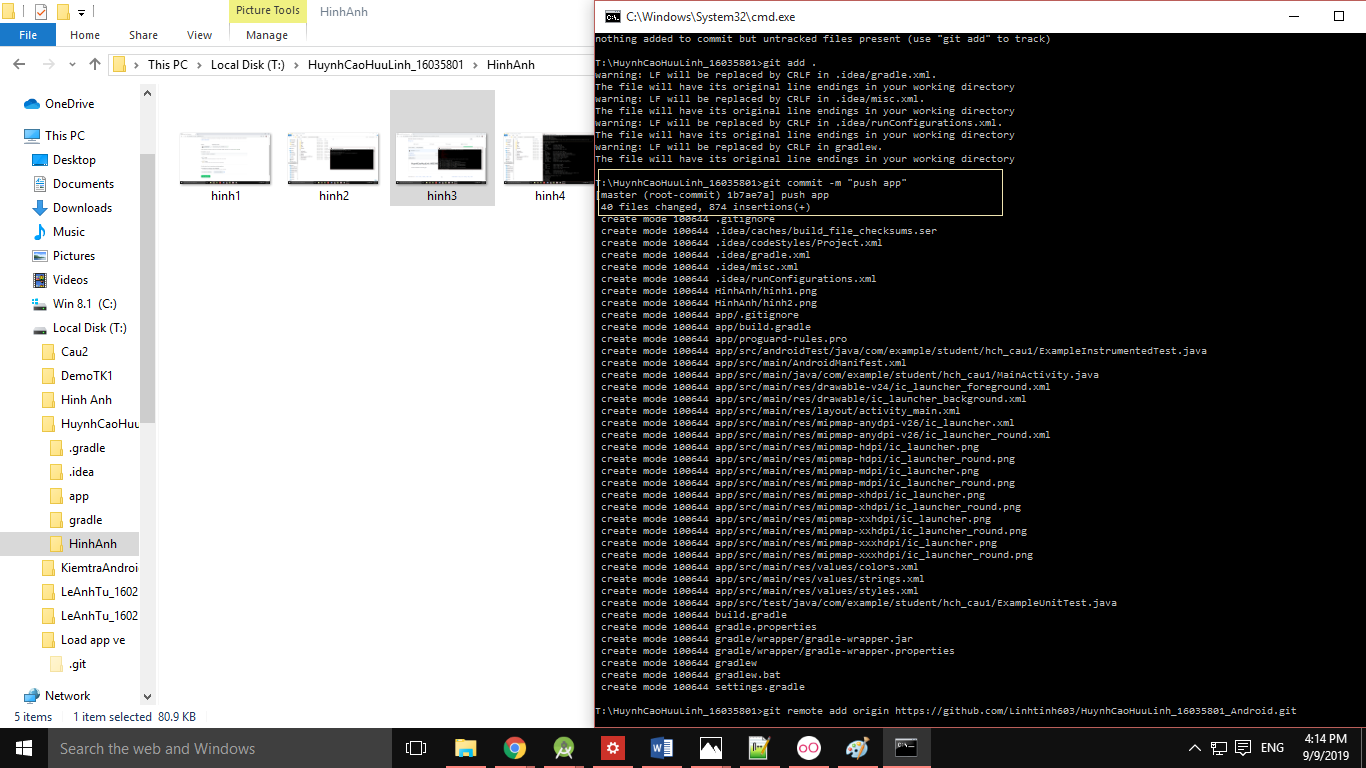 Picture Tools
HinhAnh
File
Home
Share
View
Manage
This PC
Local Disk (T:)
HuynhCaoHuuLinh_16035801
HinhAnh
OneDrive
This PC
Desktop
Documents
Downloads
Music
Pictures
Videos
Win 8.1 (C:)
Local Disk (T:)
Cau2
DemoTK1
Hinh Anh
HuynhCaoHuu
.gradle
.idea
app
gradle
HinhAnh
KiemtraAndroi
LeAnhTu_1602
LeAnhTu_1602
Load app ve
.git
Network
hinh1
hinh2
hinh3
hinh4
5 items
1 item selected 80.9 KB
C:\Windows\System32\cmd.exe
nothing added to commit but untracked files present (use "git add" to track)
T:\HuynhCaoHuuLinh_16035801>git add .
warning: LF will be replaced by CRLF in .idea/gradle.xml.
The file will have its original line endings in your working directory
warning: LF will be replaced by CRLF in .idea/misc.xml.
The file will have its original line endings in your working directory
warning: LF will be replaced by CRLF in .idea/runConfigurations.xml.
The file will have its original line endings in your working directory
warning: LF will be replaced by CRLF in gradlew.
The file will have its original line endings in your working directory
T:\HuynhCaoHuuLinh_16035801>git commit -m "push app"
[master (root-commit) 1b7ae7a] push app
40 files changed, 874 insertions(+)
create mode 100644 .gitignore
create mode 100644 .idea/caches/build_file_checksums.ser
create mode 100644 .idea/codeStyles/Project.xml
create mode 100644 .idea/gradle.xml
create mode 100644 .idea/misc.xml
create mode 100644 .idea/runConfigurations.xml
create mode 100644 HinhAnh/hinh1.png
create mode 100644 HinhAnh/hinh2.png
create mode 100644 app/.gitignore
create mode 100644 app/build.gradle
create mode 100644 app/proguard-rules.pro
create mode 100644 app/src/androidTest/java/com/example/student/hch_cau1/ExampleInstrumentedTest.java
create mode 100644 app/src/main/AndroidManifest.xml
create mode 100644 app/src/main/java/com/example/student/hch_cau1/MainActivity.java
create mode 100644 app/src/main/res/drawable-v24/ic_launcher_foreground.xml
create mode 100644 app/src/main/res/drawable/ic_launcher_background.xml
create mode 100644 app/src/main/res/layout/activity_main.xml
create mode 100644 app/src/main/res/mipmap-anydpi-v26/ic_launcher.xml
create mode 100644 app/src/main/res/mipmap-anydpi-v26/ic_launcher_round.xml
create mode 100644 app/src/main/res/mipmap-hdpi/ic_launcher.png
create mode 100644 app/src/main/res/mipmap-hdpi/ic_launcher_round.png
create mode 100644 app/src/main/res/mipmap-mdpi/ic_launcher.png
create mode 100644 app/src/main/res/mipmap-mdpi/ic_launcher_round.png
create mode 100644 app/src/main/res/mipmap-xhdpi/ic_launcher.png
create mode 100644 app/src/main/res/mipmap-xhdpi/ic_launcher_round.png
create mode 100644 app/src/main/res/mipmap-xxhdpi/ic_launcher.png
create mode 100644 app/src/main/res/mipmap-xxhdpi/ic_launcher_round.png
create mode 100644 app/src/main/res/mipmap-xxxhdpi/ic_launcher.png
create mode 100644 app/src/main/res/mipmap-xxxhdpi/ic_launcher_round.png
create mode 100644 app/src/main/res/values/colors.xml
create mode 100644 app/src/main/res/values/strings.xml
create mode 100644 app/src/main/res/values/styles.xml
create mode 100644 app/src/test/java/com/example/student/hch_cau1/ExampleUnitTest.java
create mode 100644 build.gradle
create mode 100644 gradle.properties
create mode 100644 gradle/wrapper/gradle-wrapper.jar
create mode 100644 gradle/wrapper/gradle-wrapper.properties
create mode 100644 gradlew
create mode 100644 gradlew.bat
create mode 100644 settings.gradle
T:\HuynhCaoHuuLinh_16035801>git remote add origin https://github.com/Linhtinh603/HuynhCaoHuuLinh_16035801_Android.git
Search the web and Windows
ENG
4:14 PM
9/9/2019